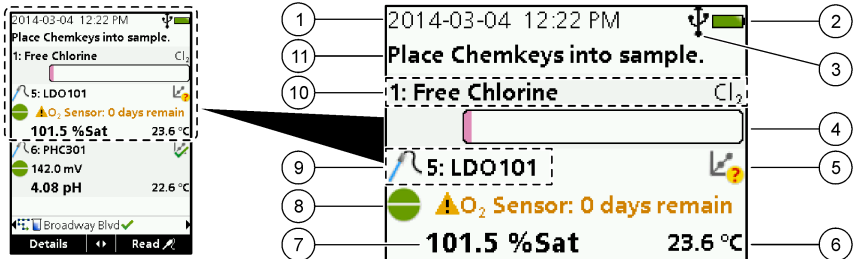 2014-03-04 12:22 PM
Place Chemkeys into sample.
1: Free Chlorine Cl₂
5: LDO101
O₂ Sensor: 0 days remain
101.5 %Sat 23.6 °C
6: PHC301
142.0 mV
4.08 pH 22.6 °C
Broadway Blvd
Details Read
1
2014-03-04 12:22 PM
2
3
11
Place Chemkeys into sample.
10
1: Free Chlorine Cl₂
4
9
5: LDO101
?
5
8
O₂ Sensor: 0 days remain
7
101.5 %Sat 23.6 °C
6